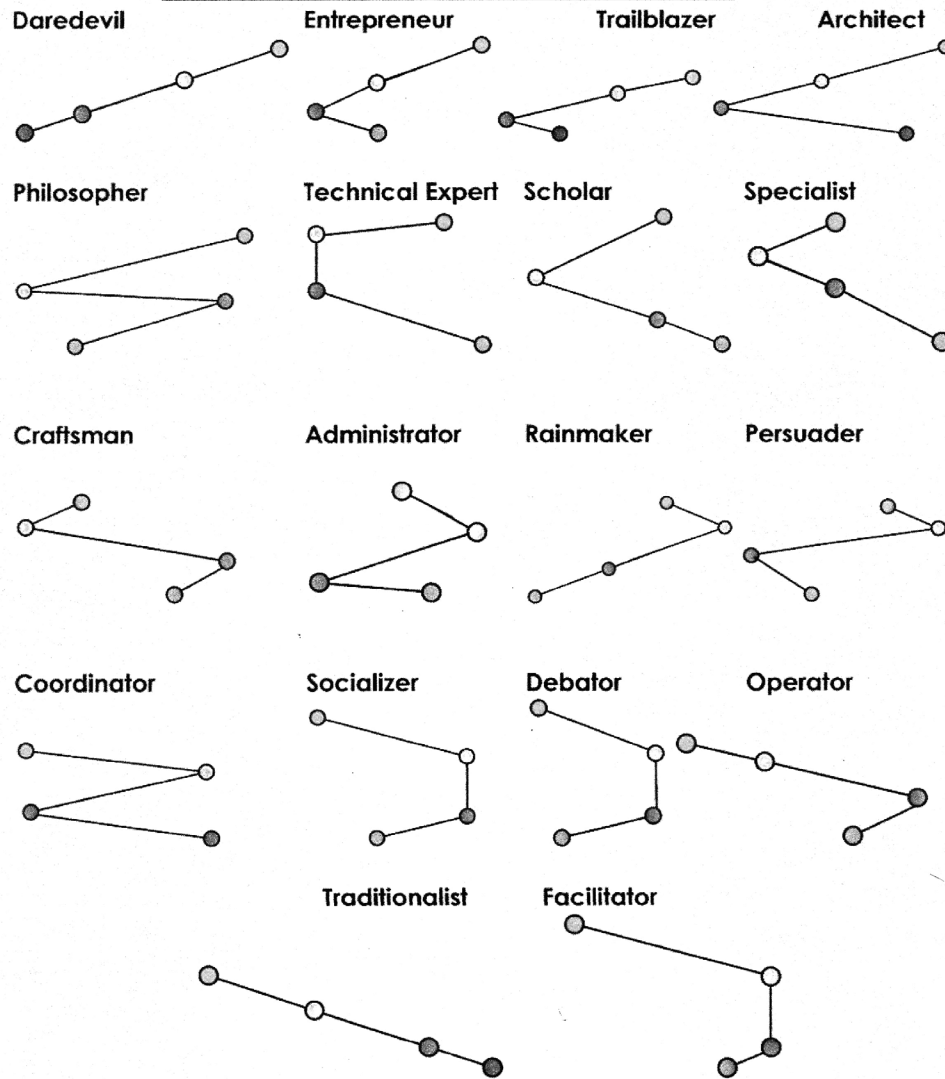 Daredevil Entrepreneur Trailblazer Architect
Philosopher Technical Expert Scholar Specialist
Craftsman Administrator Rainmaker Persuader
Coordinator Socializer Debator Operator
Traditionalist Facilitator